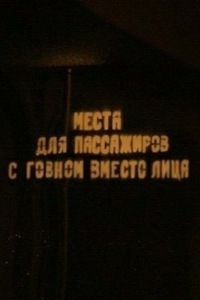 МЕСТА
ДЛЯ ПАССАЖИРОВ
С ГОВНОМ ВМЕСТО ЛИЦА